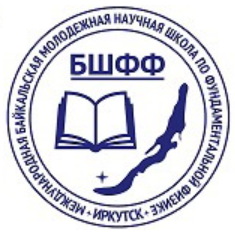 МЕЖДУНАРОДНАЯ БАЙКАЛЬСКАЯ МОЛОДЕЖНАЯ НАУЧНАЯ ШКОЛА ПО ФУНДАМЕНТАЛЬНОЙ ФИЗИКЕ
БШФФ
• ИРКУТСК •